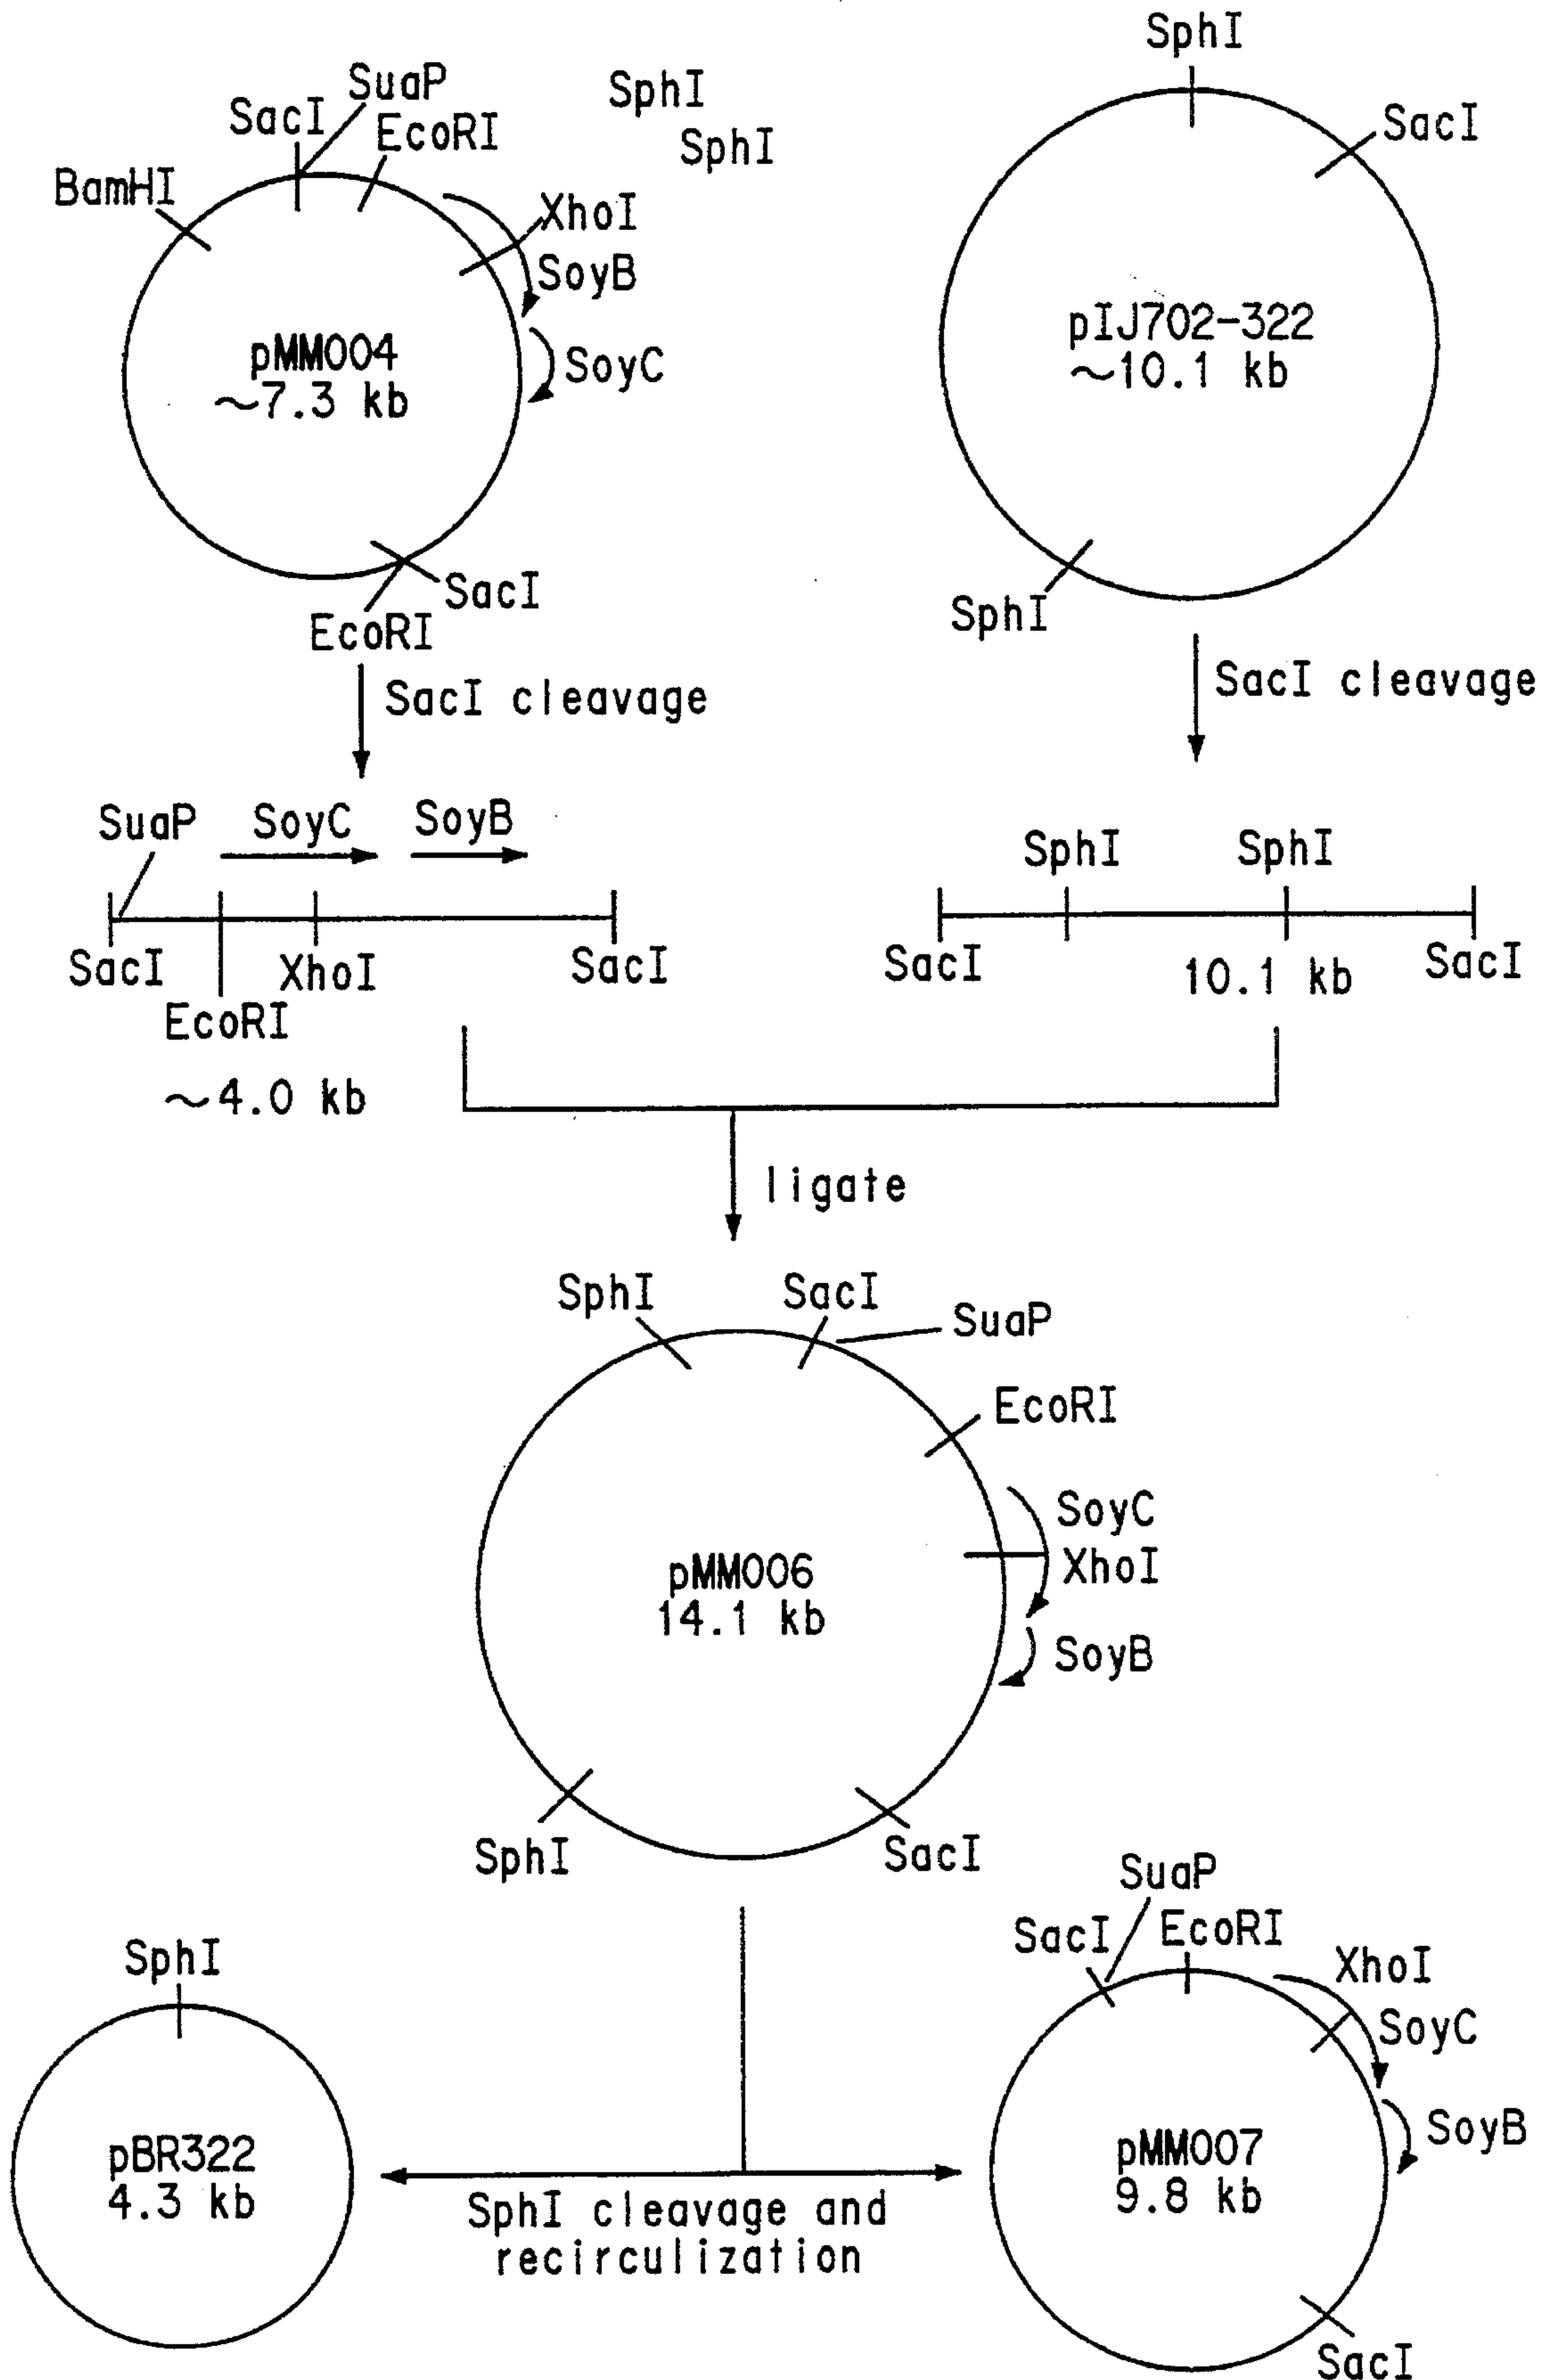 SphI
SuaP
SphI
SacI
EcoRI
SacI
SphI
BamHI
XhoI
SoyB
pMM004
~7.3 kb
SoyC
pIJ702-322
~10.1 kb
SacI
EcoRI
SphI
SacI cleavage
SacI cleavage
SuaP
SoyC
SoyB
SphI
SphI
SacI
XhoI
SacI
EcoRI
~4.0 kb
SacI
10.1 kb
SacI
ligate
SphI
SacI
SuaP
EcoRI
SoyC
XhoI
pMM006
14.1 kb
SoyB
SphI
SacI
SuaP
SacI
EcoRI
SphI
XhoI
SoyC
pBR322
4.3 kb
SphI cleavage and
recirculization
pMM007
9.8 kb
SoyB
SacI